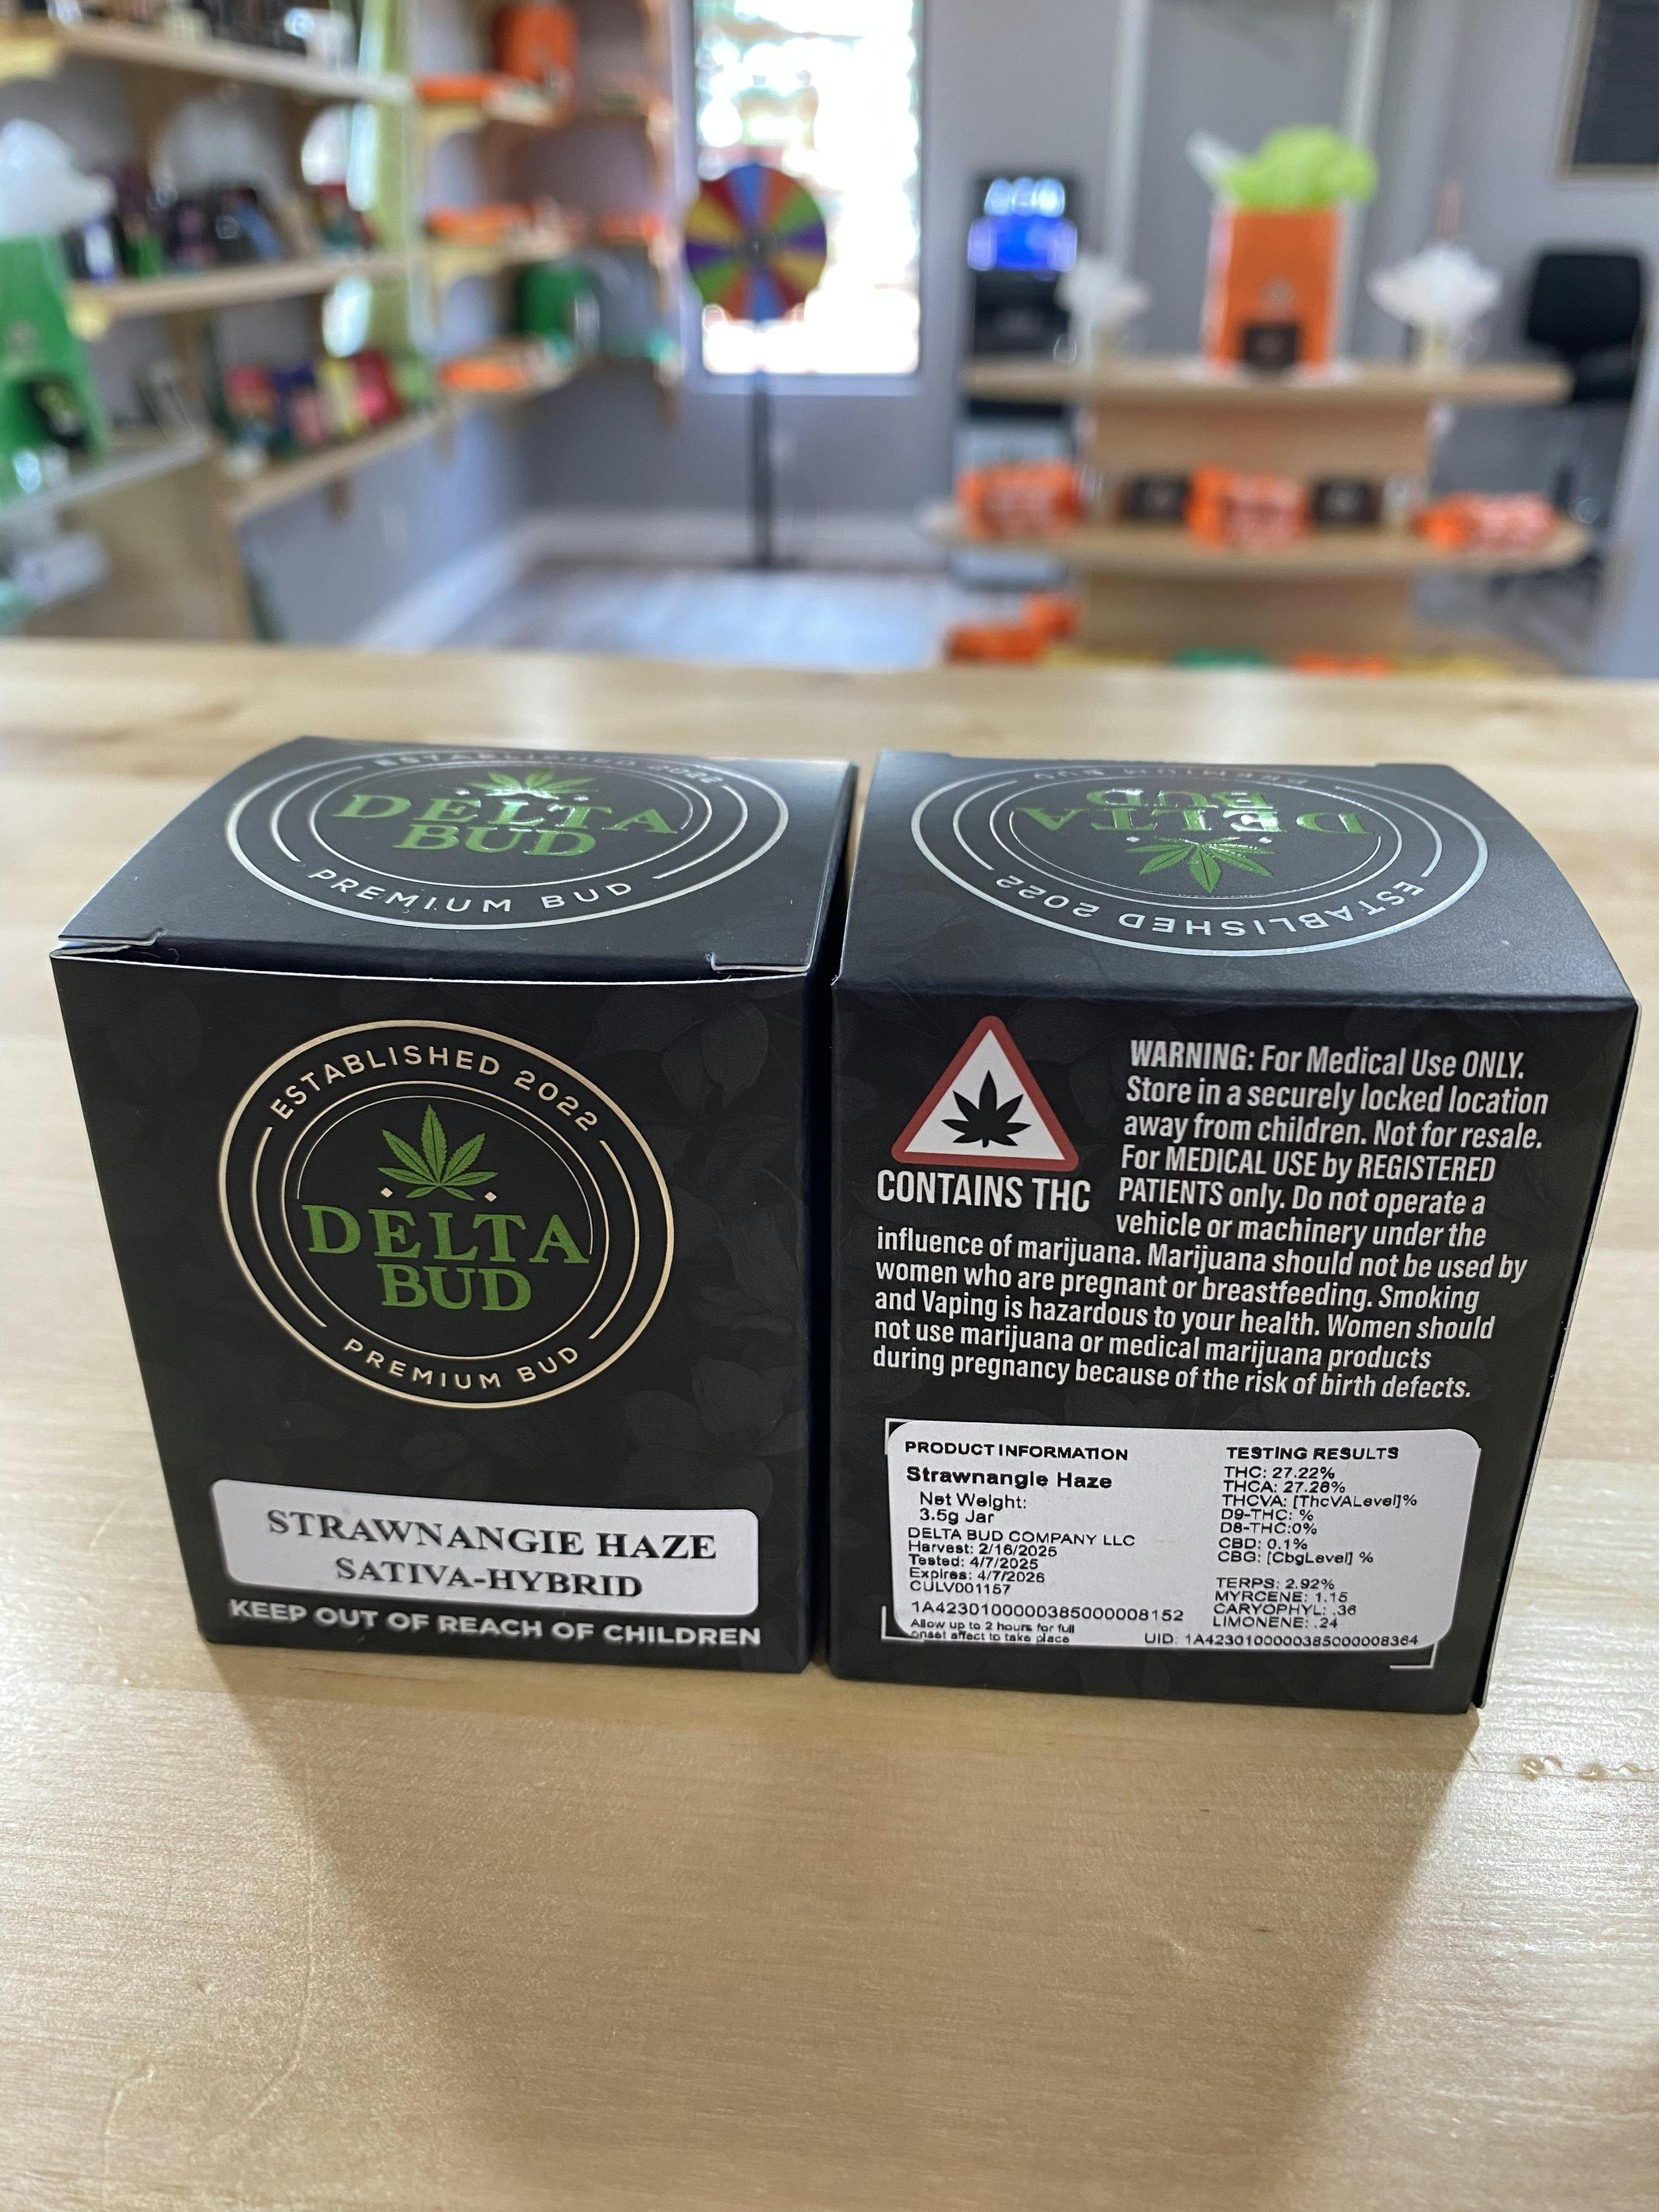 ESTABLISHED 2022
DELTA
BUD
PREMIUM BUD
PREMIUM BUD
DELTA
BUD
ESTABLISHED 2022
ESTABLISHED 2022
DELTA
BUD
PREMIUM BUD
STRAWNANGIE HAZE
SATIVA-HYBRID
KEEP OUT OF REACH OF CHILDREN
CONTAINS THC
WARNING: For Medical Use ONLY.
Store in a securely locked location
away from children. Not for resale.
For MEDICAL USE by REGISTERED
PATIENTS only. Do not operate a
vehicle or machinery under the
influence of marijuana. Marijuana should not be used by
women who are pregnant or breastfeeding. Smoking
and Vaping is hazardous to your health. Women should
not use marijuana or medical marijuana products
during pregnancy because of the risk of birth defects.
PRODUCT INFORMATION
Strawnangie Haze
Net Weight:
3.5g Jar
DELTA BUD COMPANY LLC
Harvest: 2/16/2025
Tested: 4/7/2025
Expires: 4/7/2026
CULV001157
1A4230100000385000008152
Allow up to 2 hours for full
onset affect to take place
TESTING RESULTS
THC: 27.22%
THCA: 27.28%
THCVA: [ThcVALevel]%
D9-THC: %
D8-THC:0%
CBD: 0.1%
CBG: [CbgLevel] %
TERPS: 2.92%
MYRCENE: 1.15
CARYOPHYL: .36
LIMONENE: .24
UID: 1A4230100000385000008364